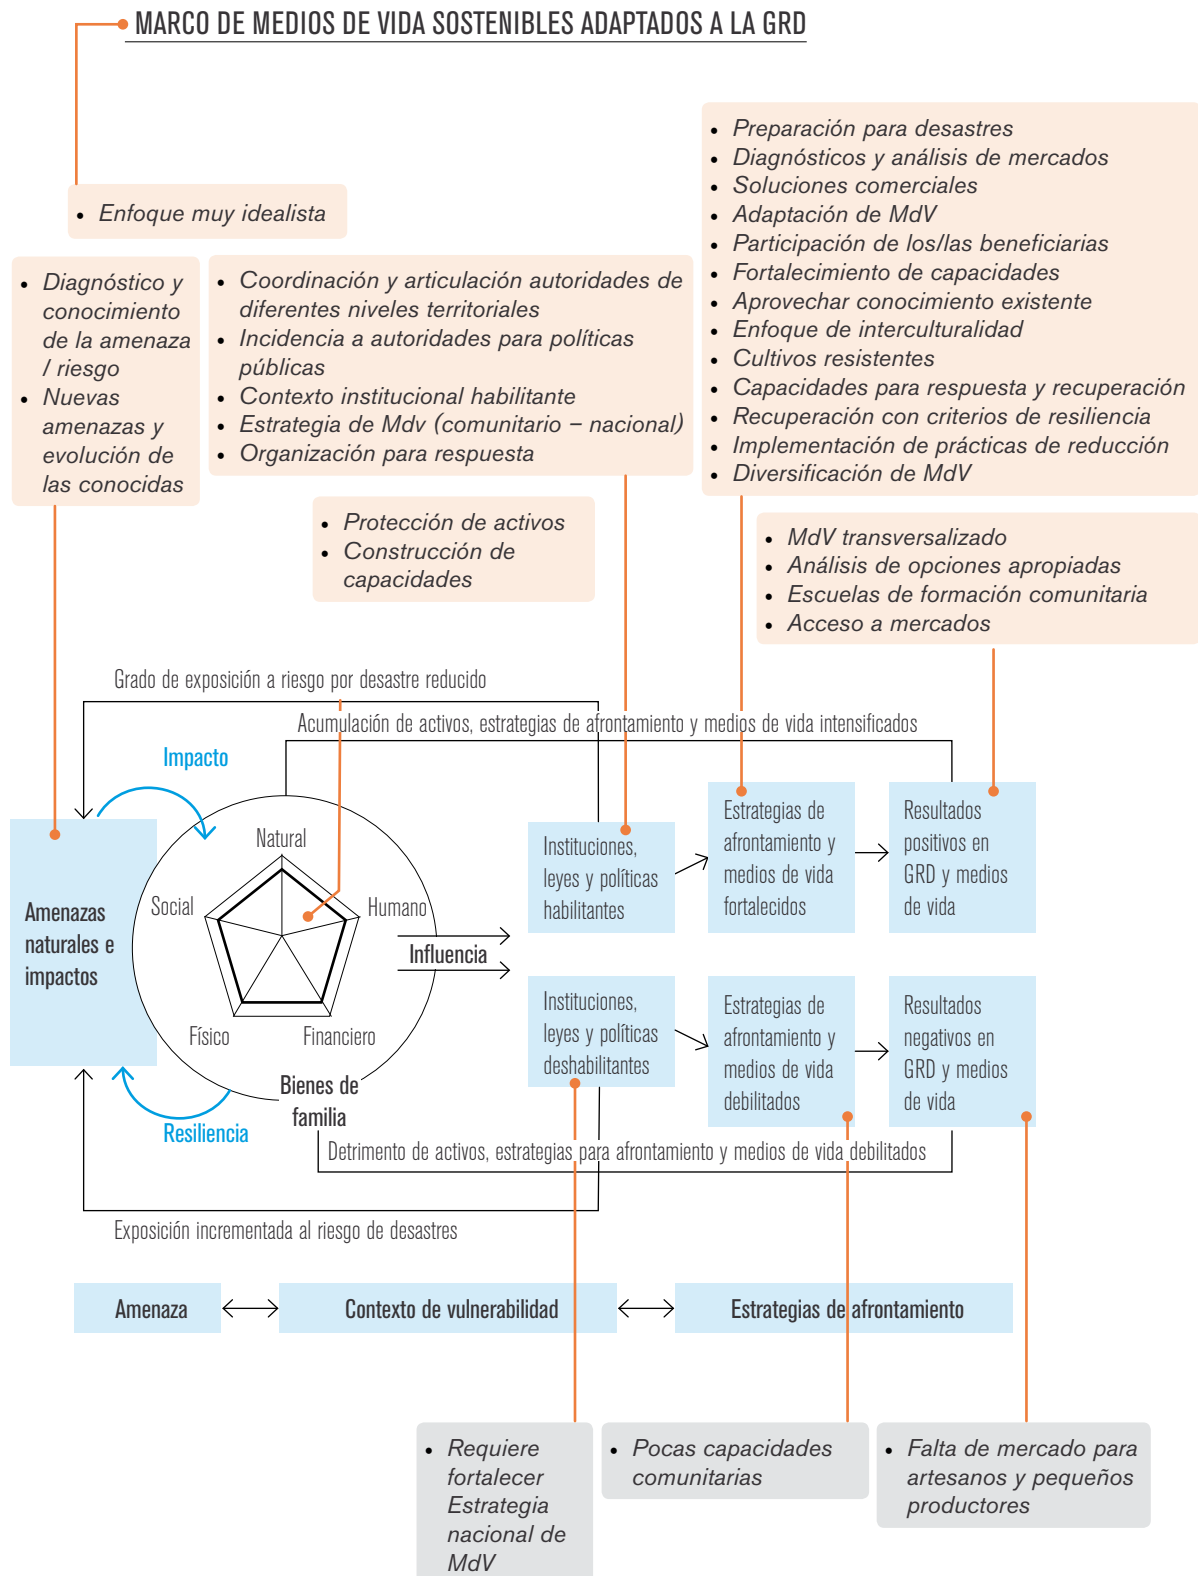 MARCO DE MEDIOS DE VIDA SOSTENIBLES ADAPTADOS A LA GRD
• Enfoque muy idealista
• Diagnóstico y
conocimiento
de la amenaza
/ riesgo
• Nuevas
amenazas y
evolución de
las conocidas
• Coordinación y articulación autoridades de
diferentes niveles territoriales
• Incidencia a autoridades para políticas
públicas
• Contexto institucional habilitante
• Estrategia de Mdv (comunitario – nacional)
• Organización para respuesta
• Preparación para desastres
• Diagnósticos y análisis de mercados
• Soluciones comerciales
• Adaptación de MdV
• Participación de los/las beneficiarias
• Fortalecimiento de capacidades
• Aprovechar conocimiento existente
• Enfoque de interculturalidad
• Cultivos resistentes
• Capacidades para respuesta y recuperación
• Recuperación con criterios de resiliencia
• Implementación de prácticas de reducción
• Diversificación de MdV
• Protección de activos
• Construcción de
capacidades
• MdV transversalizado
• Análisis de opciones apropiadas
• Escuelas de formación comunitaria
• Acceso a mercados
Grado de exposición a riesgo por desastre reducido
Acumulación de activos, estrategias de afrontamiento y medios de vida intensificados
Impacto
Amenazas
naturales e
impactos
Natural
Social
Humano
Físico
Financiero
Bienes de
familia
Resiliencia
Influencia
Instituciones,
leyes y políticas
habilitantes
Estrategias de
afrontamiento y
medios de vida
fortalecidos
Resultados
positivos en
GRD y medios
de vida
Instituciones,
leyes y políticas
deshabilitantes
Estrategias de
afrontamiento y
medios de vida
debilitados
Resultados
negativos en
GRD y medios
de vida
Detrimento de activos, estrategias para afrontamiento y medios de vida debilitados
Exposición incrementada al riesgo de desastres
Amenaza
Contexto de vulnerabilidad
Estrategias de afrontamiento
• Requiere
fortalecer
Estrategia
nacional de
MdV
• Pocas capacidades
comunitarias
• Falta de mercado para
artesanos y pequeños
productores